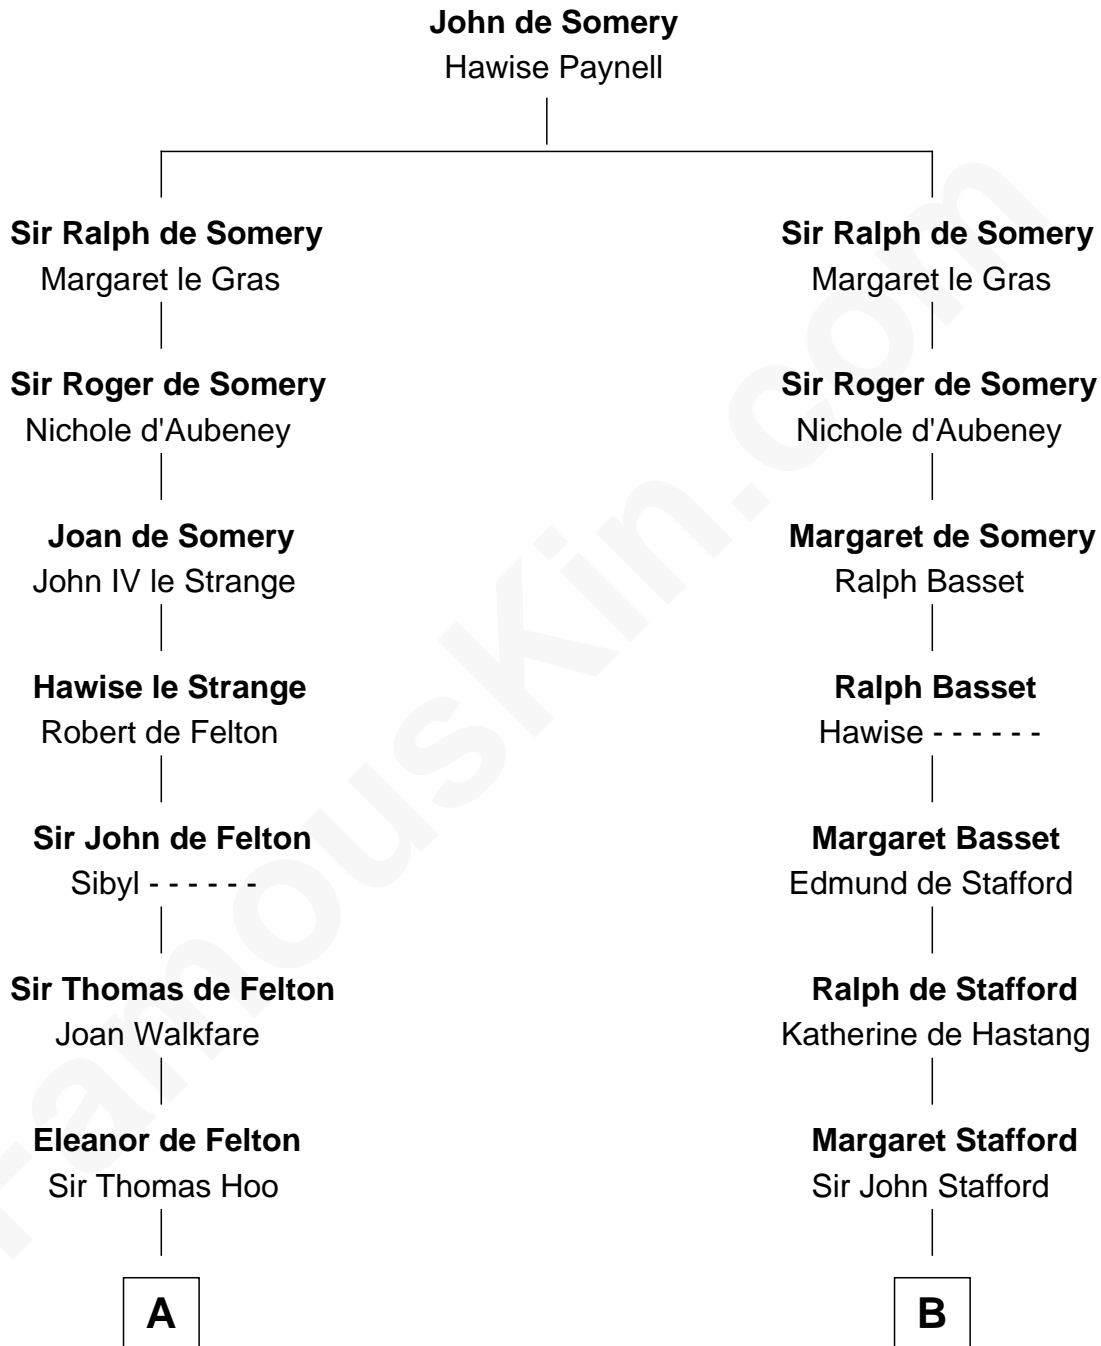 John de Somery
Hawise Paynell
Sir Ralph de Somery
Margaret le Gras
Sir Ralph de Somery
Margaret le Gras
Sir Roger de Somery
Nichole d'Aubeney
Sir Roger de Somery
Nichole d'Aubeney
Joan de Somery
John IV le Strange
Margaret de Somery
Ralph Basset
Hawise le Strange
Robert de Felton
Ralph Basset
Hawise - - - - - -
Sir John de Felton
Sibyl - - - - - -
Margaret Basset
Edmund de Stafford
Sir Thomas de Felton
Joan Walkfare
Ralph de Stafford
Katherine de Hastang
Eleanor de Felton
Sir Thomas Hoo
Margaret Stafford
Sir John Stafford
A
B
FamousKin.com